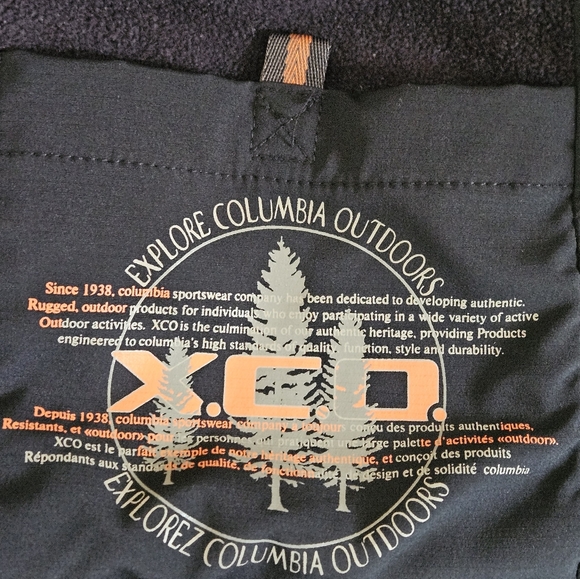 EXPLORE COLUMBIA OUTDOORS
Since 1938, columbia sportswear company has been dedicated to developing authentic.
Rugged, outdoor products for individuals who enjoy participating in a wide variety of active
Outdoor activities. XCO is the culmination of our authentic heritage, providing Products
engineered to columbia's high standards of quality, function, style and durability.
X.C.O.
Depuis 1938, columbia sportswear company a toujours conçu des produits authentiques,
Resistants, et «outdoor» pour les personnes qui pratiquent une large palette d'activités «outdoor».
XCO est le parfait exemple de notre héritage authentique, et conçoit des produits
Répondants aux standards de qualité, de fonctionnalité, de design et de solidité columbia
EXPLOREZ COLUMBIA OUTDOORS